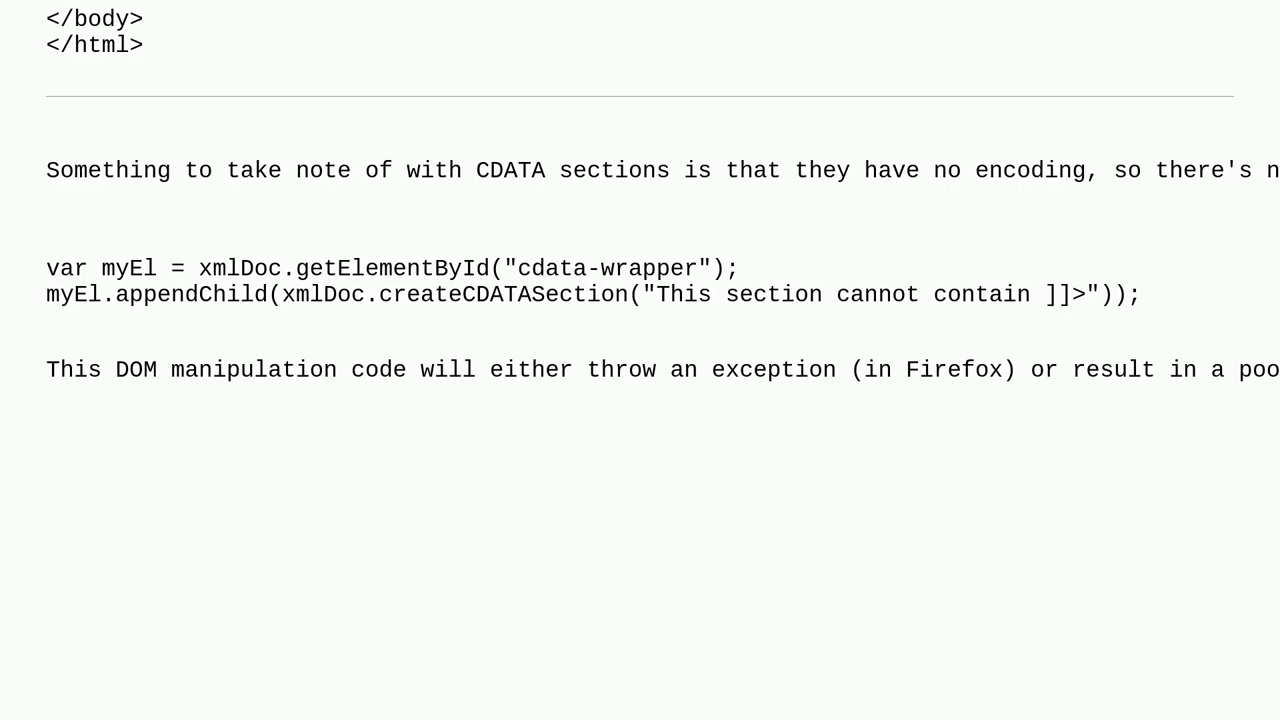 </body>
</html>
Something to take note of with CDATA sections is that they have no encoding, so there's
var myEl = xmlDoc.getElementById("cdata-wrapper");
myEl.appendChild(xmlDoc.createCDATASection("This section cannot contain ]]>"));
This DOM manipulation code will either throw an exception (in Firefox) or result in a